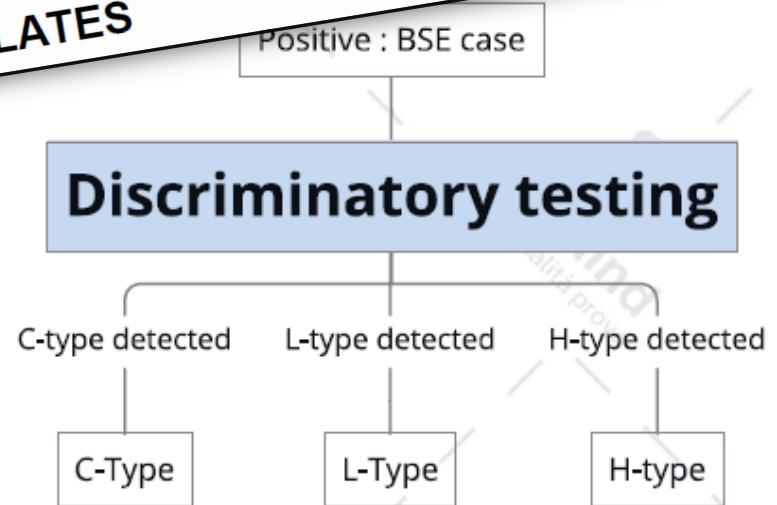 LATES
Positive : BSE case
Discriminatory testing
C-type detected
L-type detected
H-type detected
C-Type
L-Type
H-type